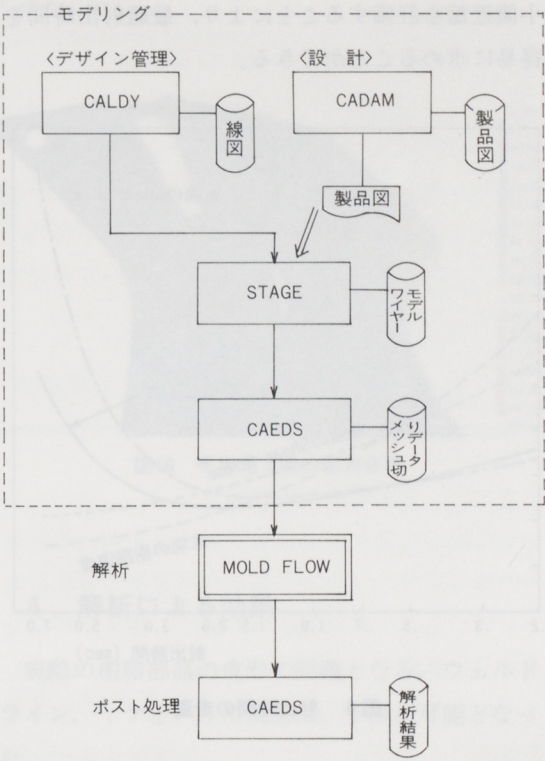 モデリング
〈デザイン管理〉
〈設 計〉
CALDY
線図
CADAM
製品図
製品図
STAGE
ワイヤー
モデル
CAEDS
メッシュ切
りデータ
解析
MOLD FLOW
ポスト処理
CAEDS
解析結果